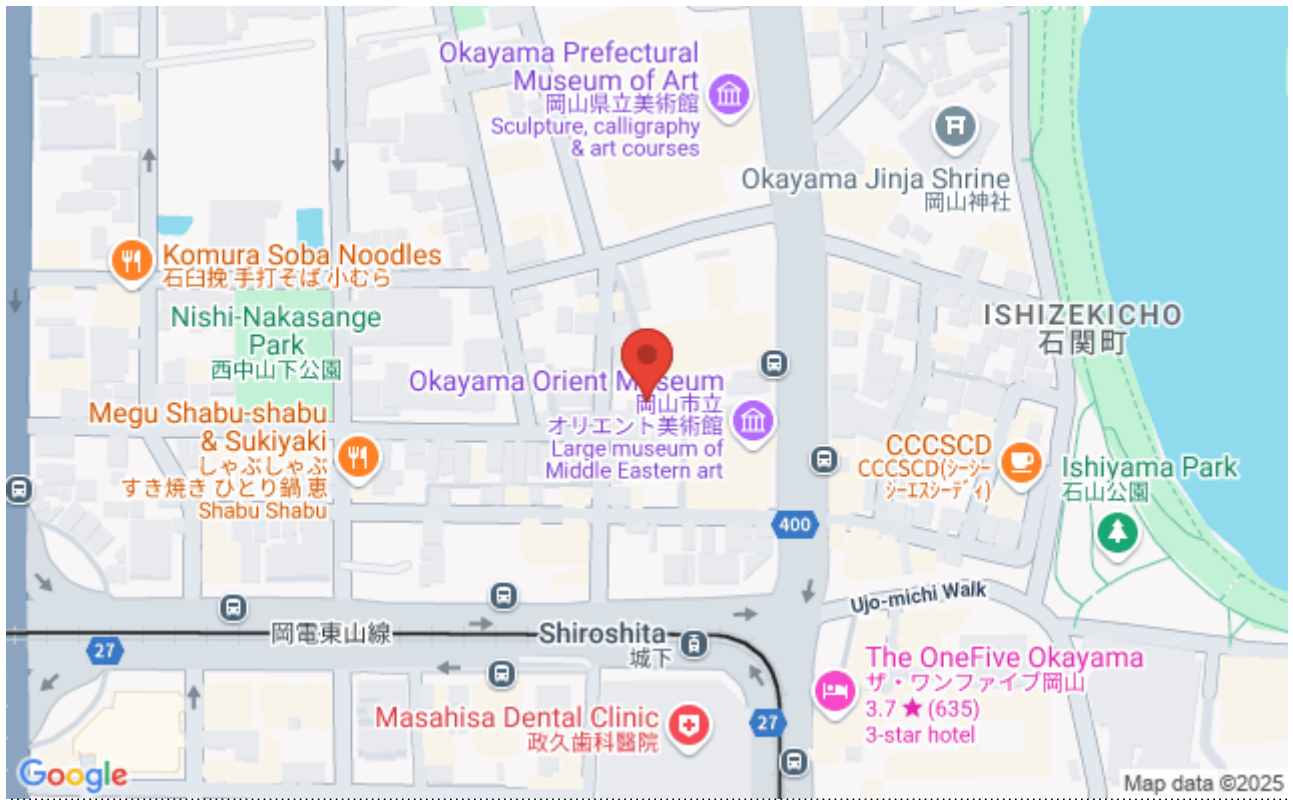 Okayama Prefectural
Museum of Art
岡山県立美術館
Sculpture, calligraphy
& art courses
Okayama Jinja Shrine
岡山神社
Komura Soba Noodles
石臼挽 手打そば 小むら
Nishi-Nakasange
Park
西中山下公園
ISHIZEKICHO
石関町
Okayama Orient Museum
岡山市立
オリエント美術館
Large museum of
Middle Eastern art
Megu Shabu-shabu
& Sukiyaki
しゃぶしゃぶ
すき焼き ひとり鍋 恵
Shabu Shabu
CCCSCD
CCCSCD(シーシー
シーエスシーディ)
Ishiyama Park
石山公園
400
Ujo-michi Walk
岡電東山線
Shiroshita
城下
27
The OneFive Okayama
ザ・ワンファイブ岡山
3.7 ★ (635)
3-star hotel
Masahisa Dental Clinic
政久歯科醫院
27
Google
Map data ©2025